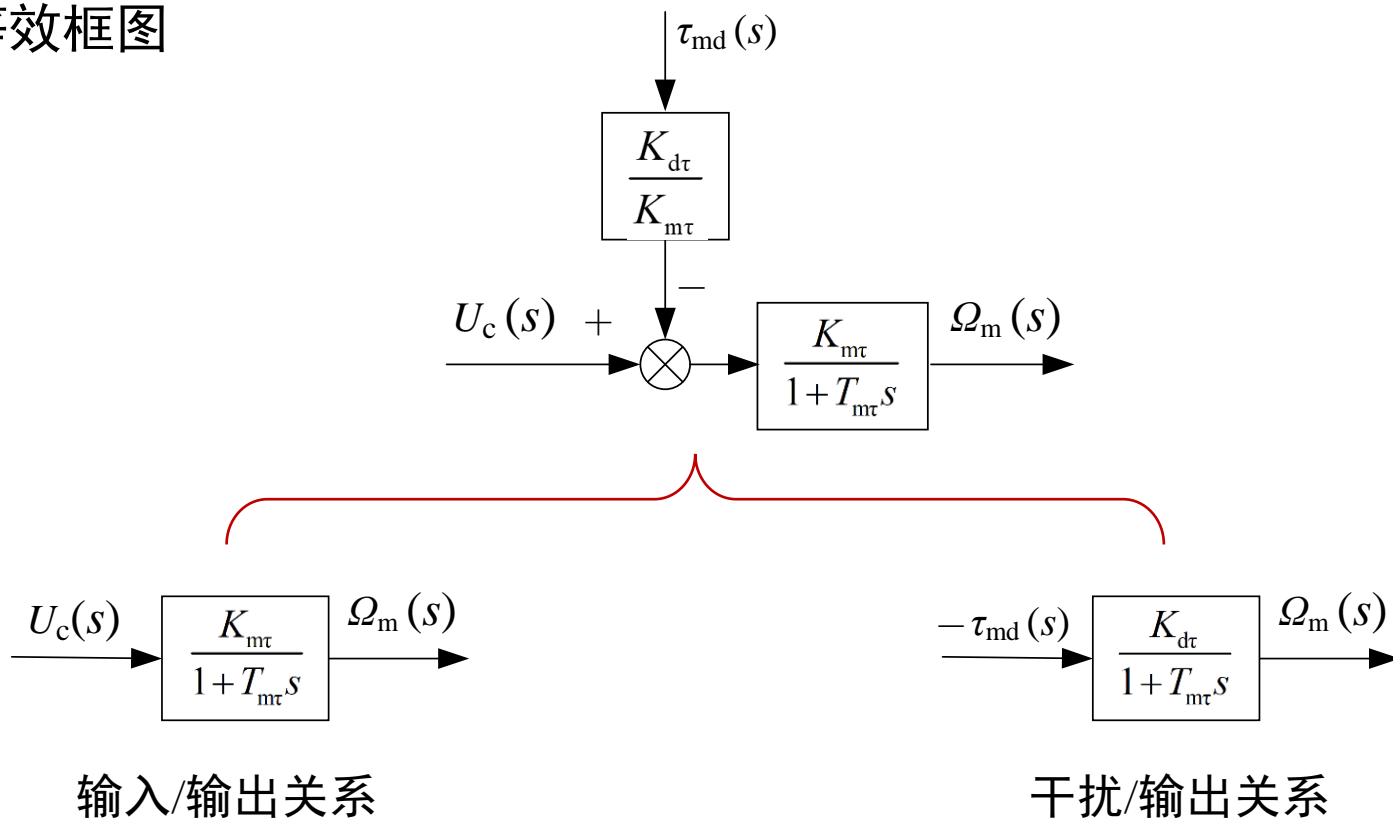 效框图
τmd(s)
Kdτ
Kmτ
−
Uc(s) +
Kmτ
1+Tmτs
Ωm(s)
Uc(s)
Kmτ
1+Tmτs
Ωm(s)
−τmd(s)
Kdτ
1+Tmτs
Ωm(s)
输入/输出关系
干扰/输出关系